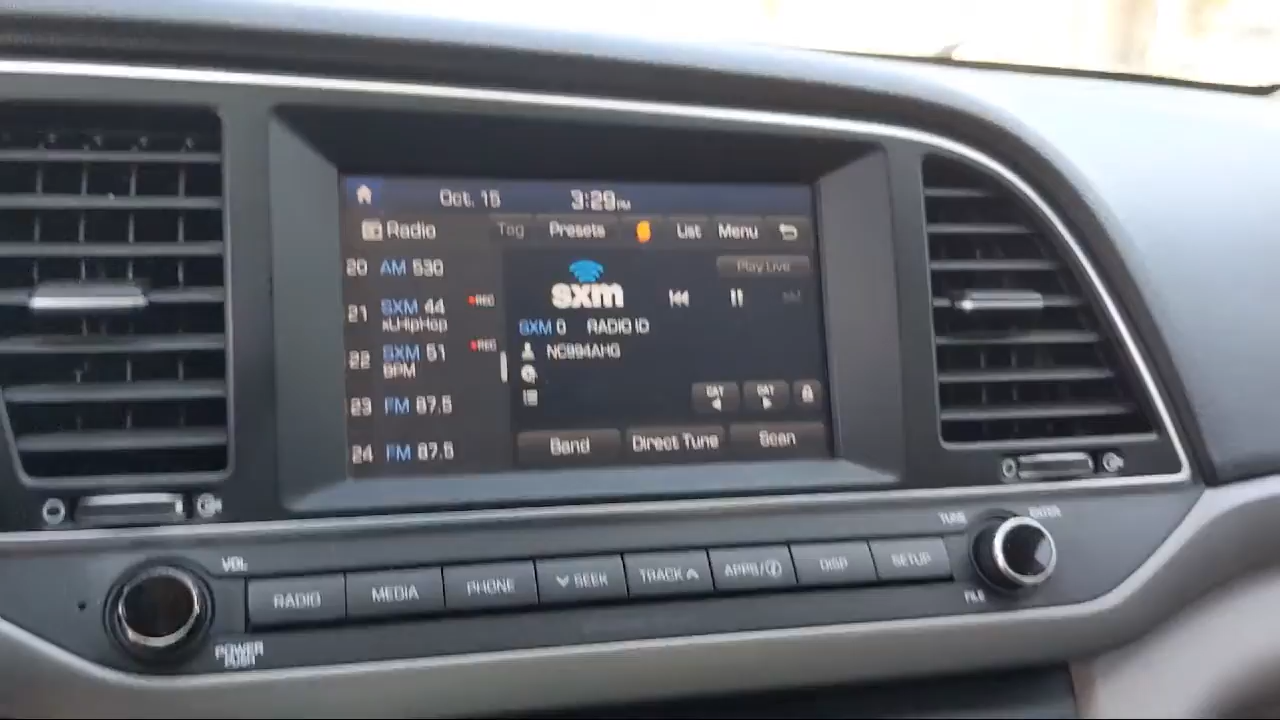 Oct. 15 3:29PM
Radio Tag Presets List Menu
20 AM 530
Play Live
sxm
21 SXM 44 REC
xLHipHop
SXM 0 RADIO ID
22 SXM 51 REC
BPM
NC994AHG
CAT CAT
23 FM 87.5
24 FM 87.5
Band Direct Tune Scan
VOL
TUNE ENTER
RADIO MEDIA PHONE SEEK TRACK APPS/i DISP SETUP
FILE
POWER
PUSH